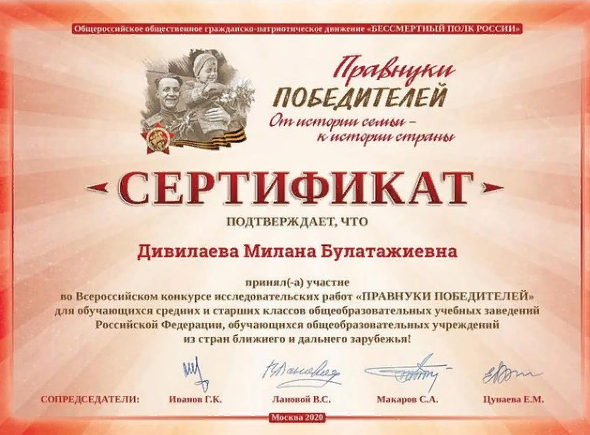 Общероссийское общественное гражданско-патриотическое движение «БЕССМЕРТНЫЙ ПОЛК РОССИИ»
Правнуки
ПОБЕДИТЕЛЕЙ
От истории семьи –
к истории страны
СЕРТИФИКАТ
ПОДТВЕРЖДАЕТ, ЧТО
Дивилаева Милана Булатажиевна
принял(-а) участие
во Всероссийском конкурсе исследовательских работ «ПРАВНУКИ ПОБЕДИТЕЛЕЙ»
для обучающихся средних и старших классов общеобразовательных учебных заведений
Российской Федерации, обучающихся общеобразовательных учреждений
из стран ближнего и дальнего зарубежья!
СОПРЕДСЕДАТЕЛИ: Иванов Г.К. Лановой В.С. Макаров С.А. Цунаева Е.М.
Москва 2020